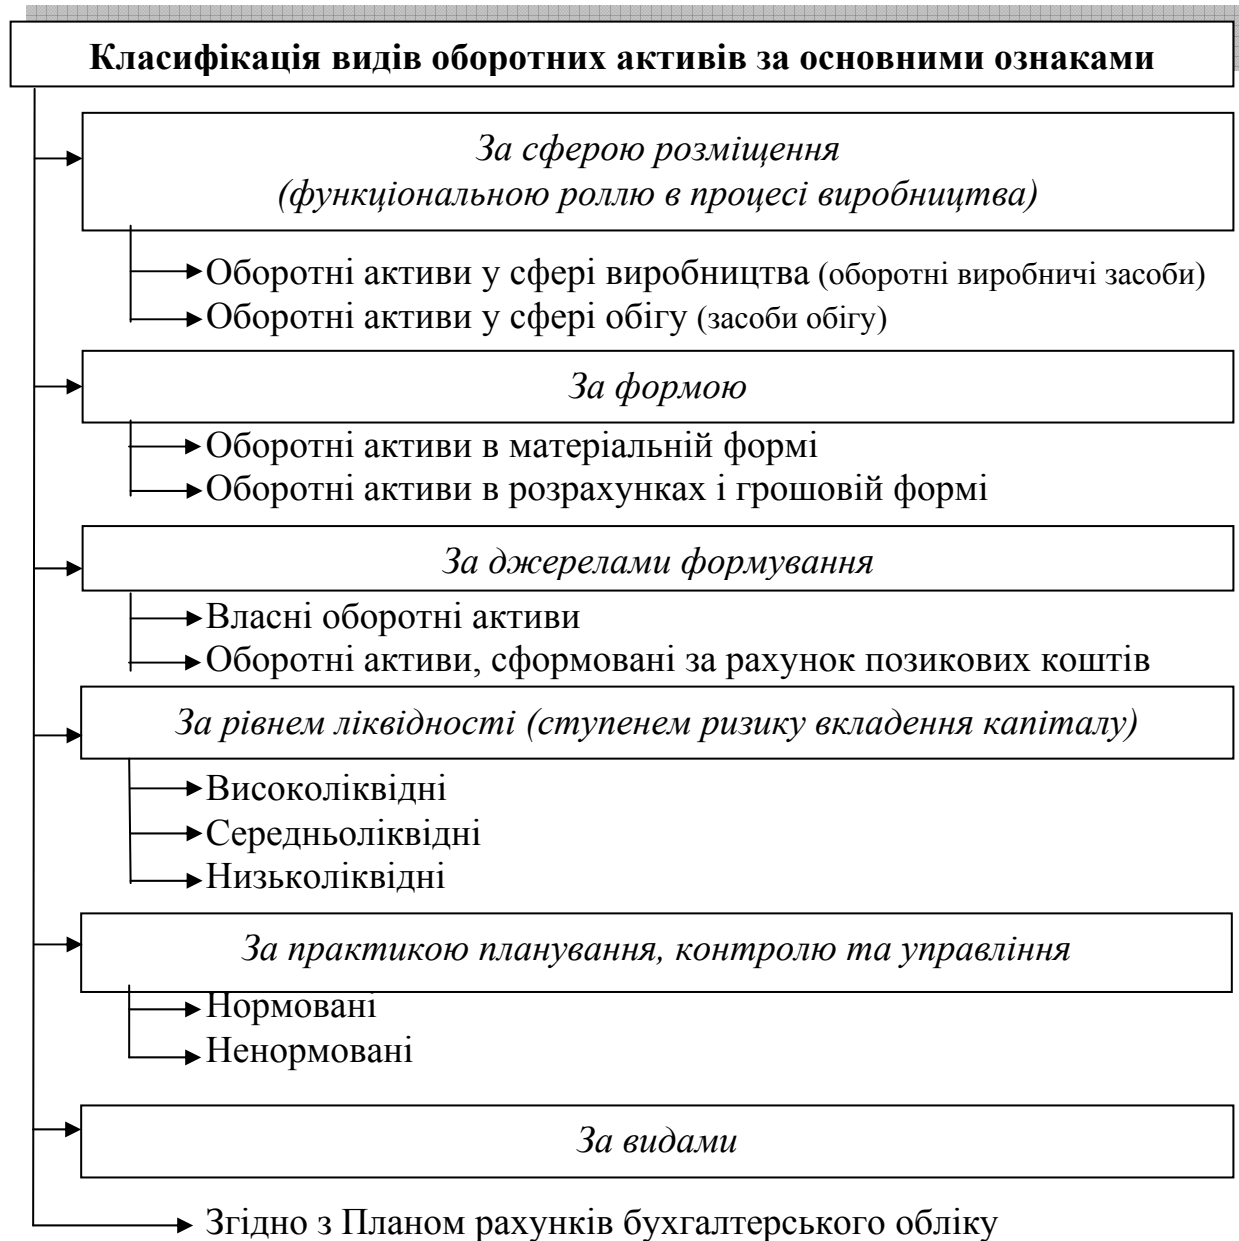 Класифікація видів оборотних активів за основними ознаками
За сферою розміщення
(функціональною роллю в процесі виробництва)
Оборотні активи у сфері виробництва (оборотні виробничі засоби)
Оборотні активи у сфері обігу (засоби обігу)
За формою
Оборотні активи в матеріальній формі
Оборотні активи в розрахунках і грошовій формі
За джерелами формування
Власні оборотні активи
Оборотні активи, сформовані за рахунок позикових коштів
За рівнем ліквідності (ступенем ризику вкладення капіталу)
Високоліквідні
Середньоліквідні
Низьколіквідні
За практикою планування, контролю та управління
Нормовані
Ненормовані
За видами
Згідно з Планом рахунків бухгалтерського обліку